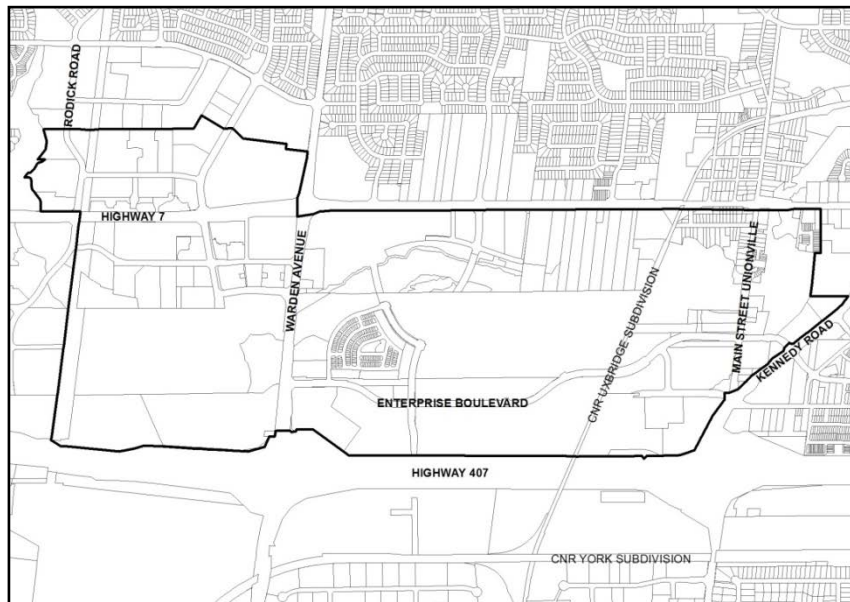 RODICK ROAD
HIGHWAY 7
WARDEN AVENUE
CNR UXBRIDGE SUBDIVISION
MAIN STREET UNIONVILLE
KENNEDY ROAD
ENTERPRISE BOULEVARD
HIGHWAY 407
CNR YORK SUBDIVISION